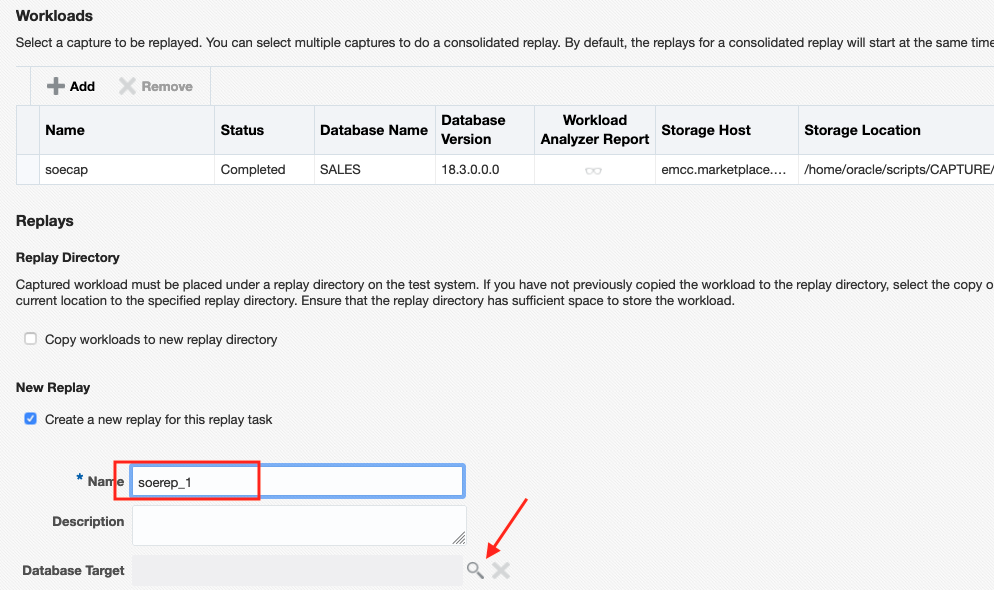 Workloads
Select a capture to be replayed. You can select multiple captures to do a consolidated replay. By default, the replays for a consolidated replay will start at the same time
Add Remove
Name Status Database Name Database Version Workload Analyzer Report Storage Host Storage Location
soecap Completed SALES 18.3.0.0.0 emcc.marketplace.... /home/oracle/scripts/CAPTURE/
Replays
Replay Directory
Captured workload must be placed under a replay directory on the test system. If you have not previously copied the workload to the replay directory, select the copy o
current location to the specified replay directory. Ensure that the replay directory has sufficient space to store the workload.
Copy workloads to new replay directory
New Replay
Create a new replay for this replay task
* Name soerep_1
Description
Database Target